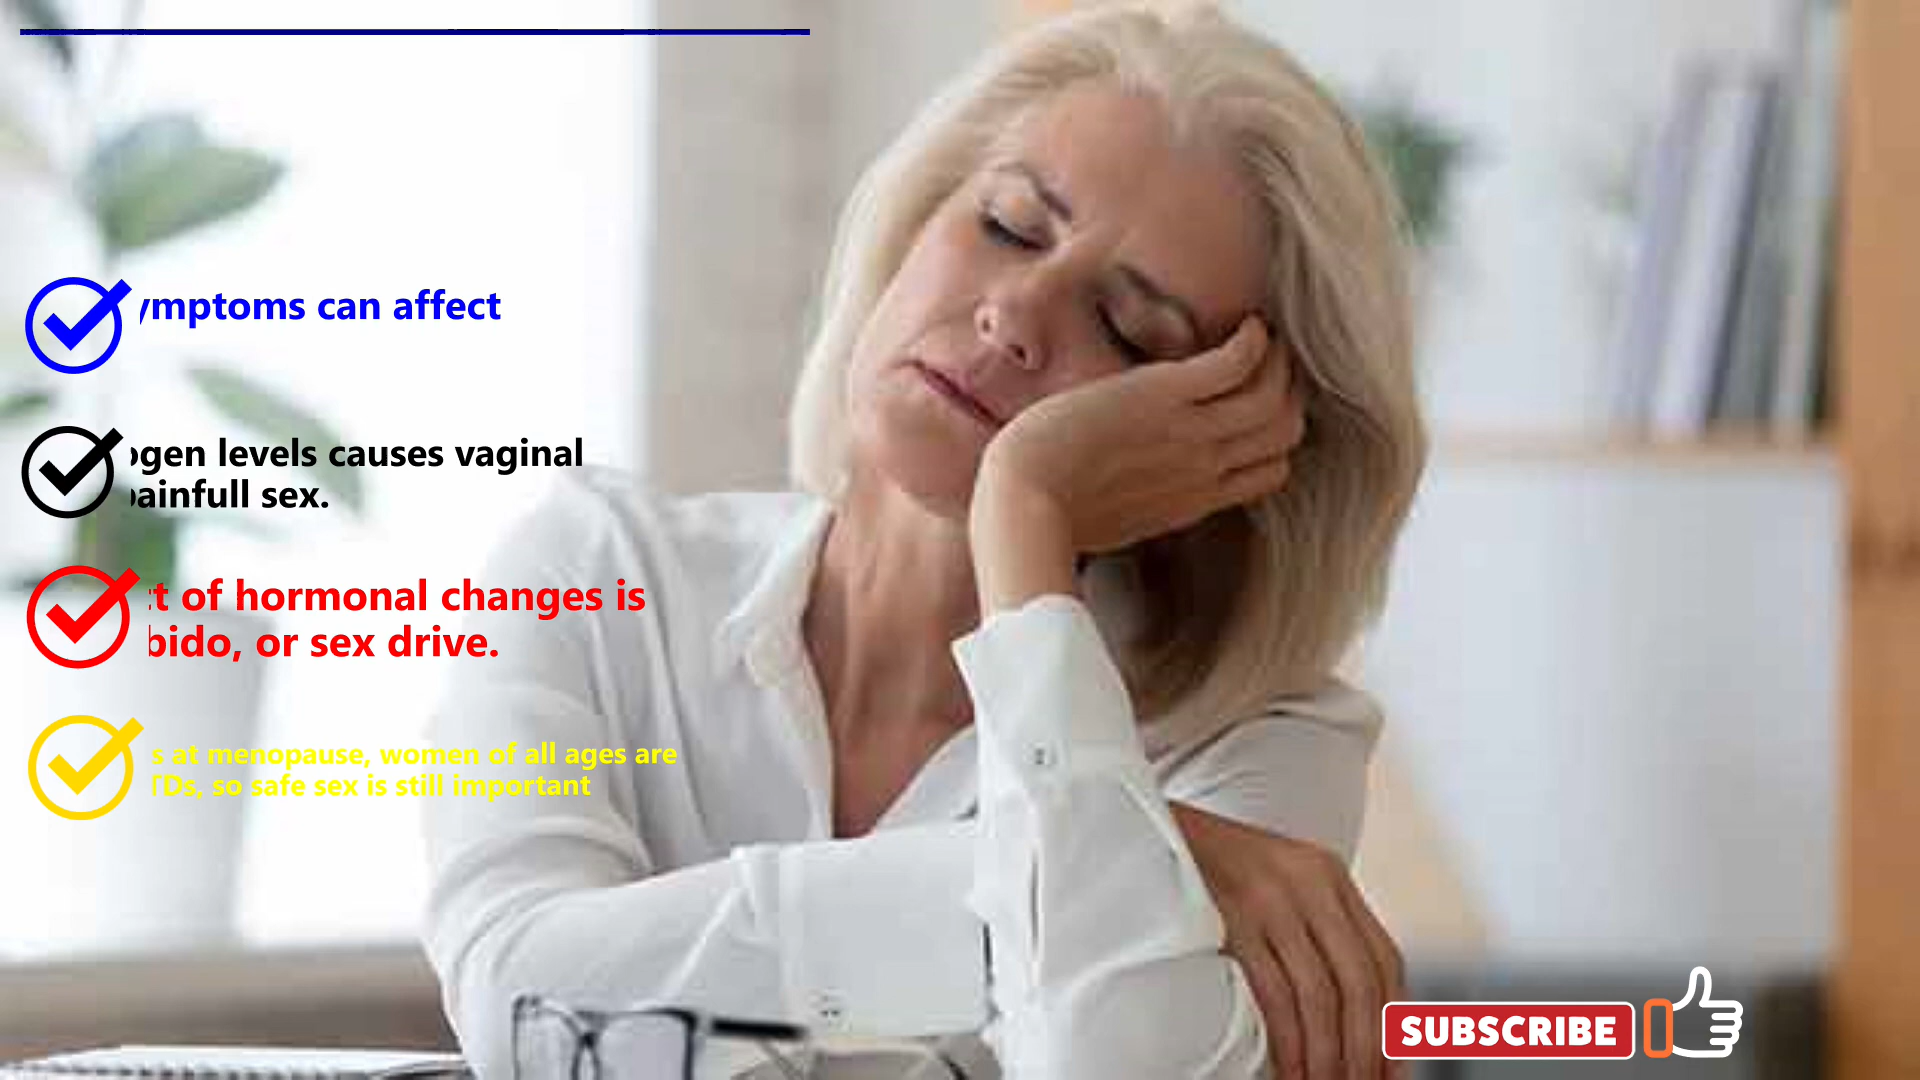 ymptoms can affect
ogen levels causes vaginal
painfull sex.
t of hormonal changes is
bido, or sex drive.
s at menopause, women of all ages are
TDs, so safe sex is still important
SUBSCRIBE